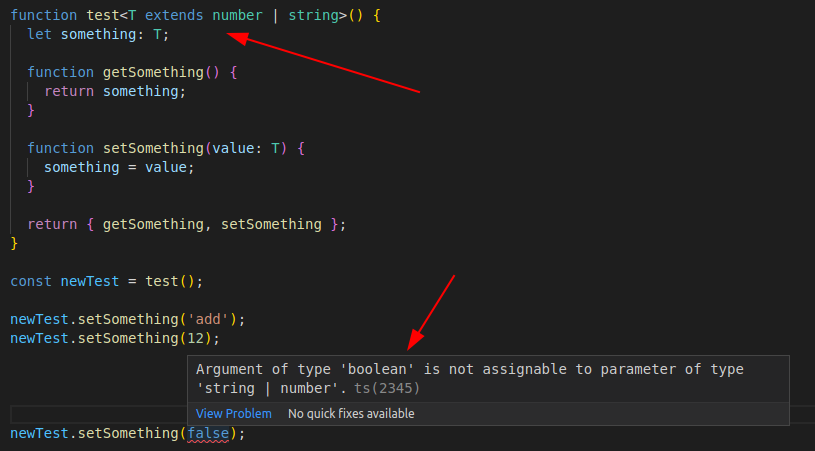 function test<T extends number | string>() {
let something: T;
function getSomething() {
return something;
}
function setSomething(value: T) {
something = value;
}
return { getSomething, setSomething };
}
const newTest = test();
newTest.setSomething('add');
newTest.setSomething(12);
Argument of type 'boolean' is not assignable to parameter of type
'string | number'. ts(2345)
View Problem No quick fixes available
newTest.setSomething(false);